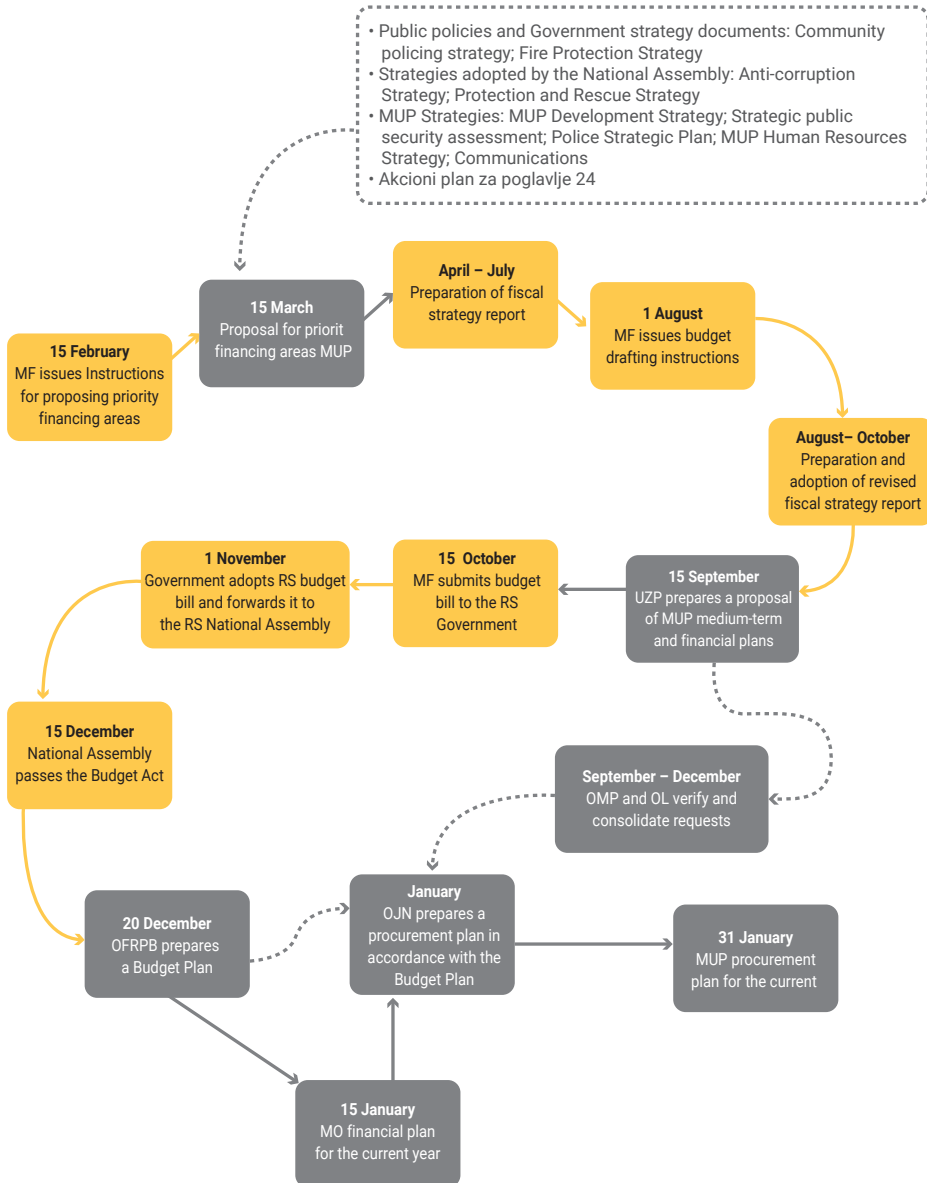 • Public policies and Government strategy documents: Community
policing strategy; Fire Protection Strategy
• Strategies adopted by the National Assembly: Anti-corruption
Strategy; Protection and Rescue Strategy
• MUP Strategies: MUP Development Strategy; Strategic public
security assessment; Police Strategic Plan; MUP Human Resources
Strategy; Communications
• Akcioni plan za poglavlje 24
15 February
MF issues Instructions
for proposing priority
financing areas
15 March
Proposal for priorit
financing areas MUP
April – July
Preparation of fiscal
strategy report
1 August
MF issues budget
drafting instructions
August– October
Preparation and
adoption of revised
fiscal strategy report
15 September
UZP prepares a proposal
of MUP medium-term
and financial plans
15 October
MF submits budget
bill to the RS
Government
1 November
Government adopts RS budget
bill and forwards it to
the RS National Assembly
15 December
National Assembly
passes the Budget Act
September – December
OMP and OL verify and
consolidate requests
20 December
OFRPB prepares
a Budget Plan
January
OJN prepares a
procurement plan in
accordance with the
Budget Plan
31 January
MUP procurement
plan for the current
15 January
MO financial plan
for the current year